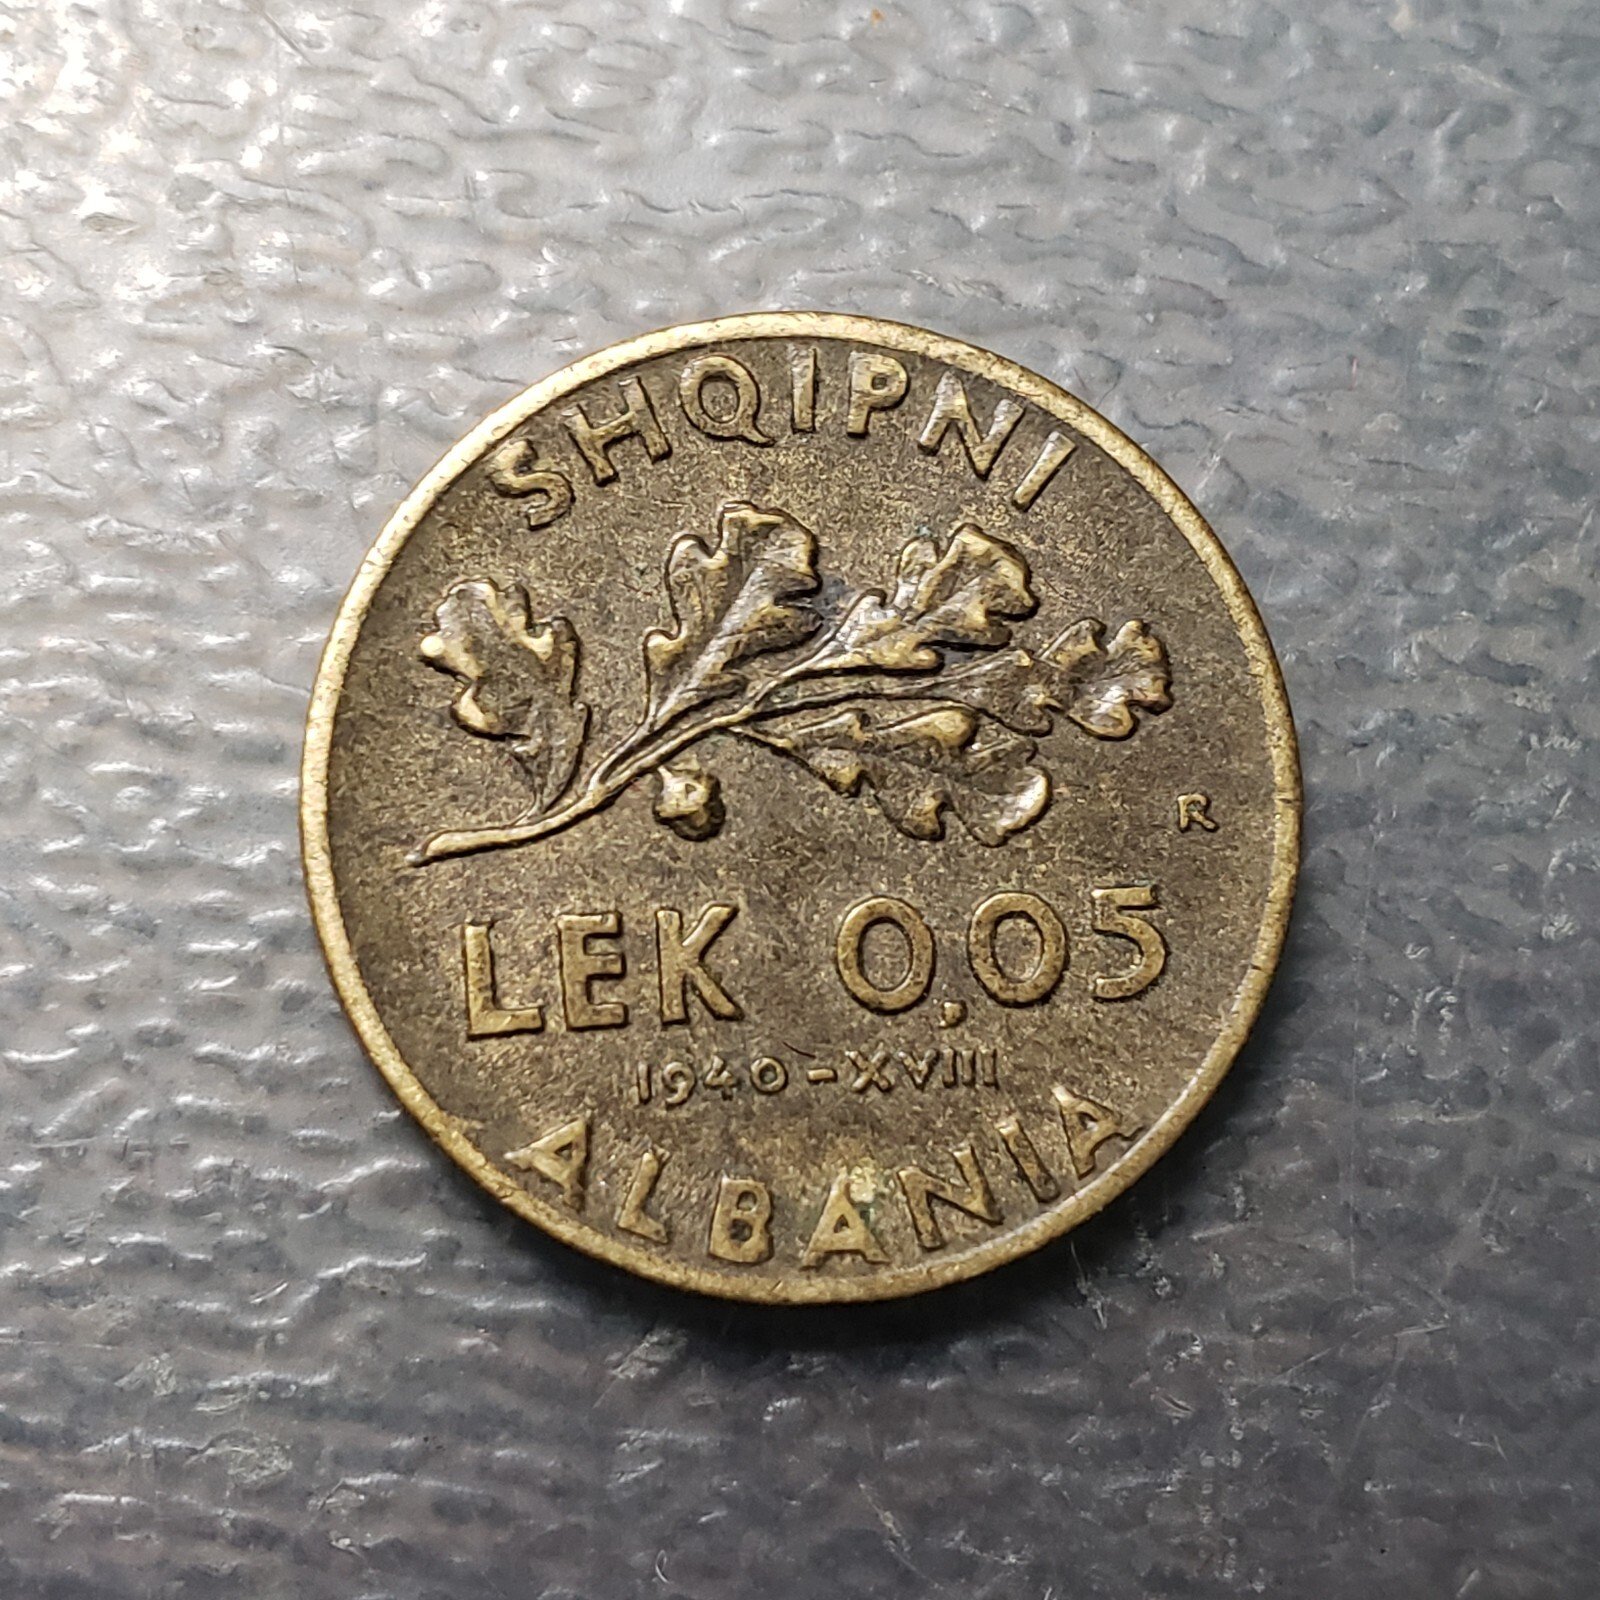 SHQIPNI
R
LEK 0,05
1940-XVIII
ALBANIA